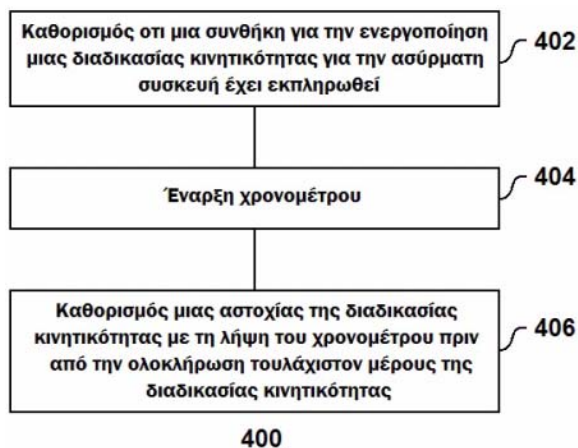 Καθορισμός οτι μια συνθήκη για την ενεργοποίηση
μιας διαδικασίας κινητικότητας για την ασύρματη
συσκευή έχει εκπληρωθεί
402
Έναρξη χρονομέτρου
404
Καθορισμός μιας αστοχίας της διαδικασίας
κινητικότητας με τη λήψη του χρονομέτρου πριν
από την ολοκλήρωση τουλάχιστον μέρους της
διαδικασίας κινητικότητας
406
400